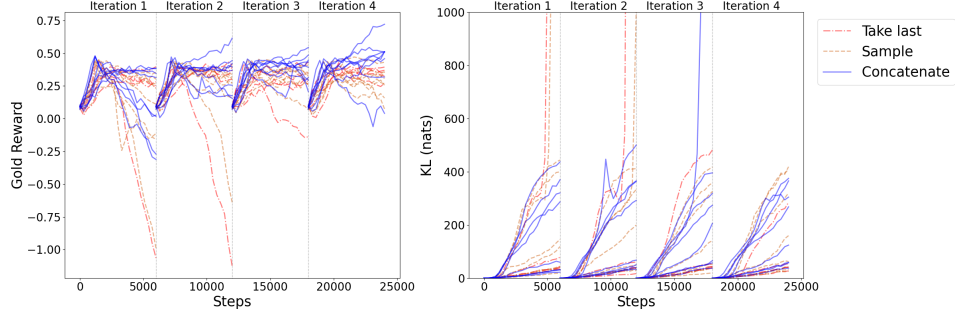 Iteration 1 Iteration 2 Iteration 3 Iteration 4
0.75
0.50
0.25
0.00
−0.25
−0.50
−0.75
−1.00
Gold Reward
0 5000 10000 15000 20000 25000
Steps
Iteration 1 Iteration 2 Iteration 3 Iteration 4
1000
800
600
400
200
0
KL (nats)
0 5000 10000 15000 20000 25000
Steps
Take last
Sample
Concatenate